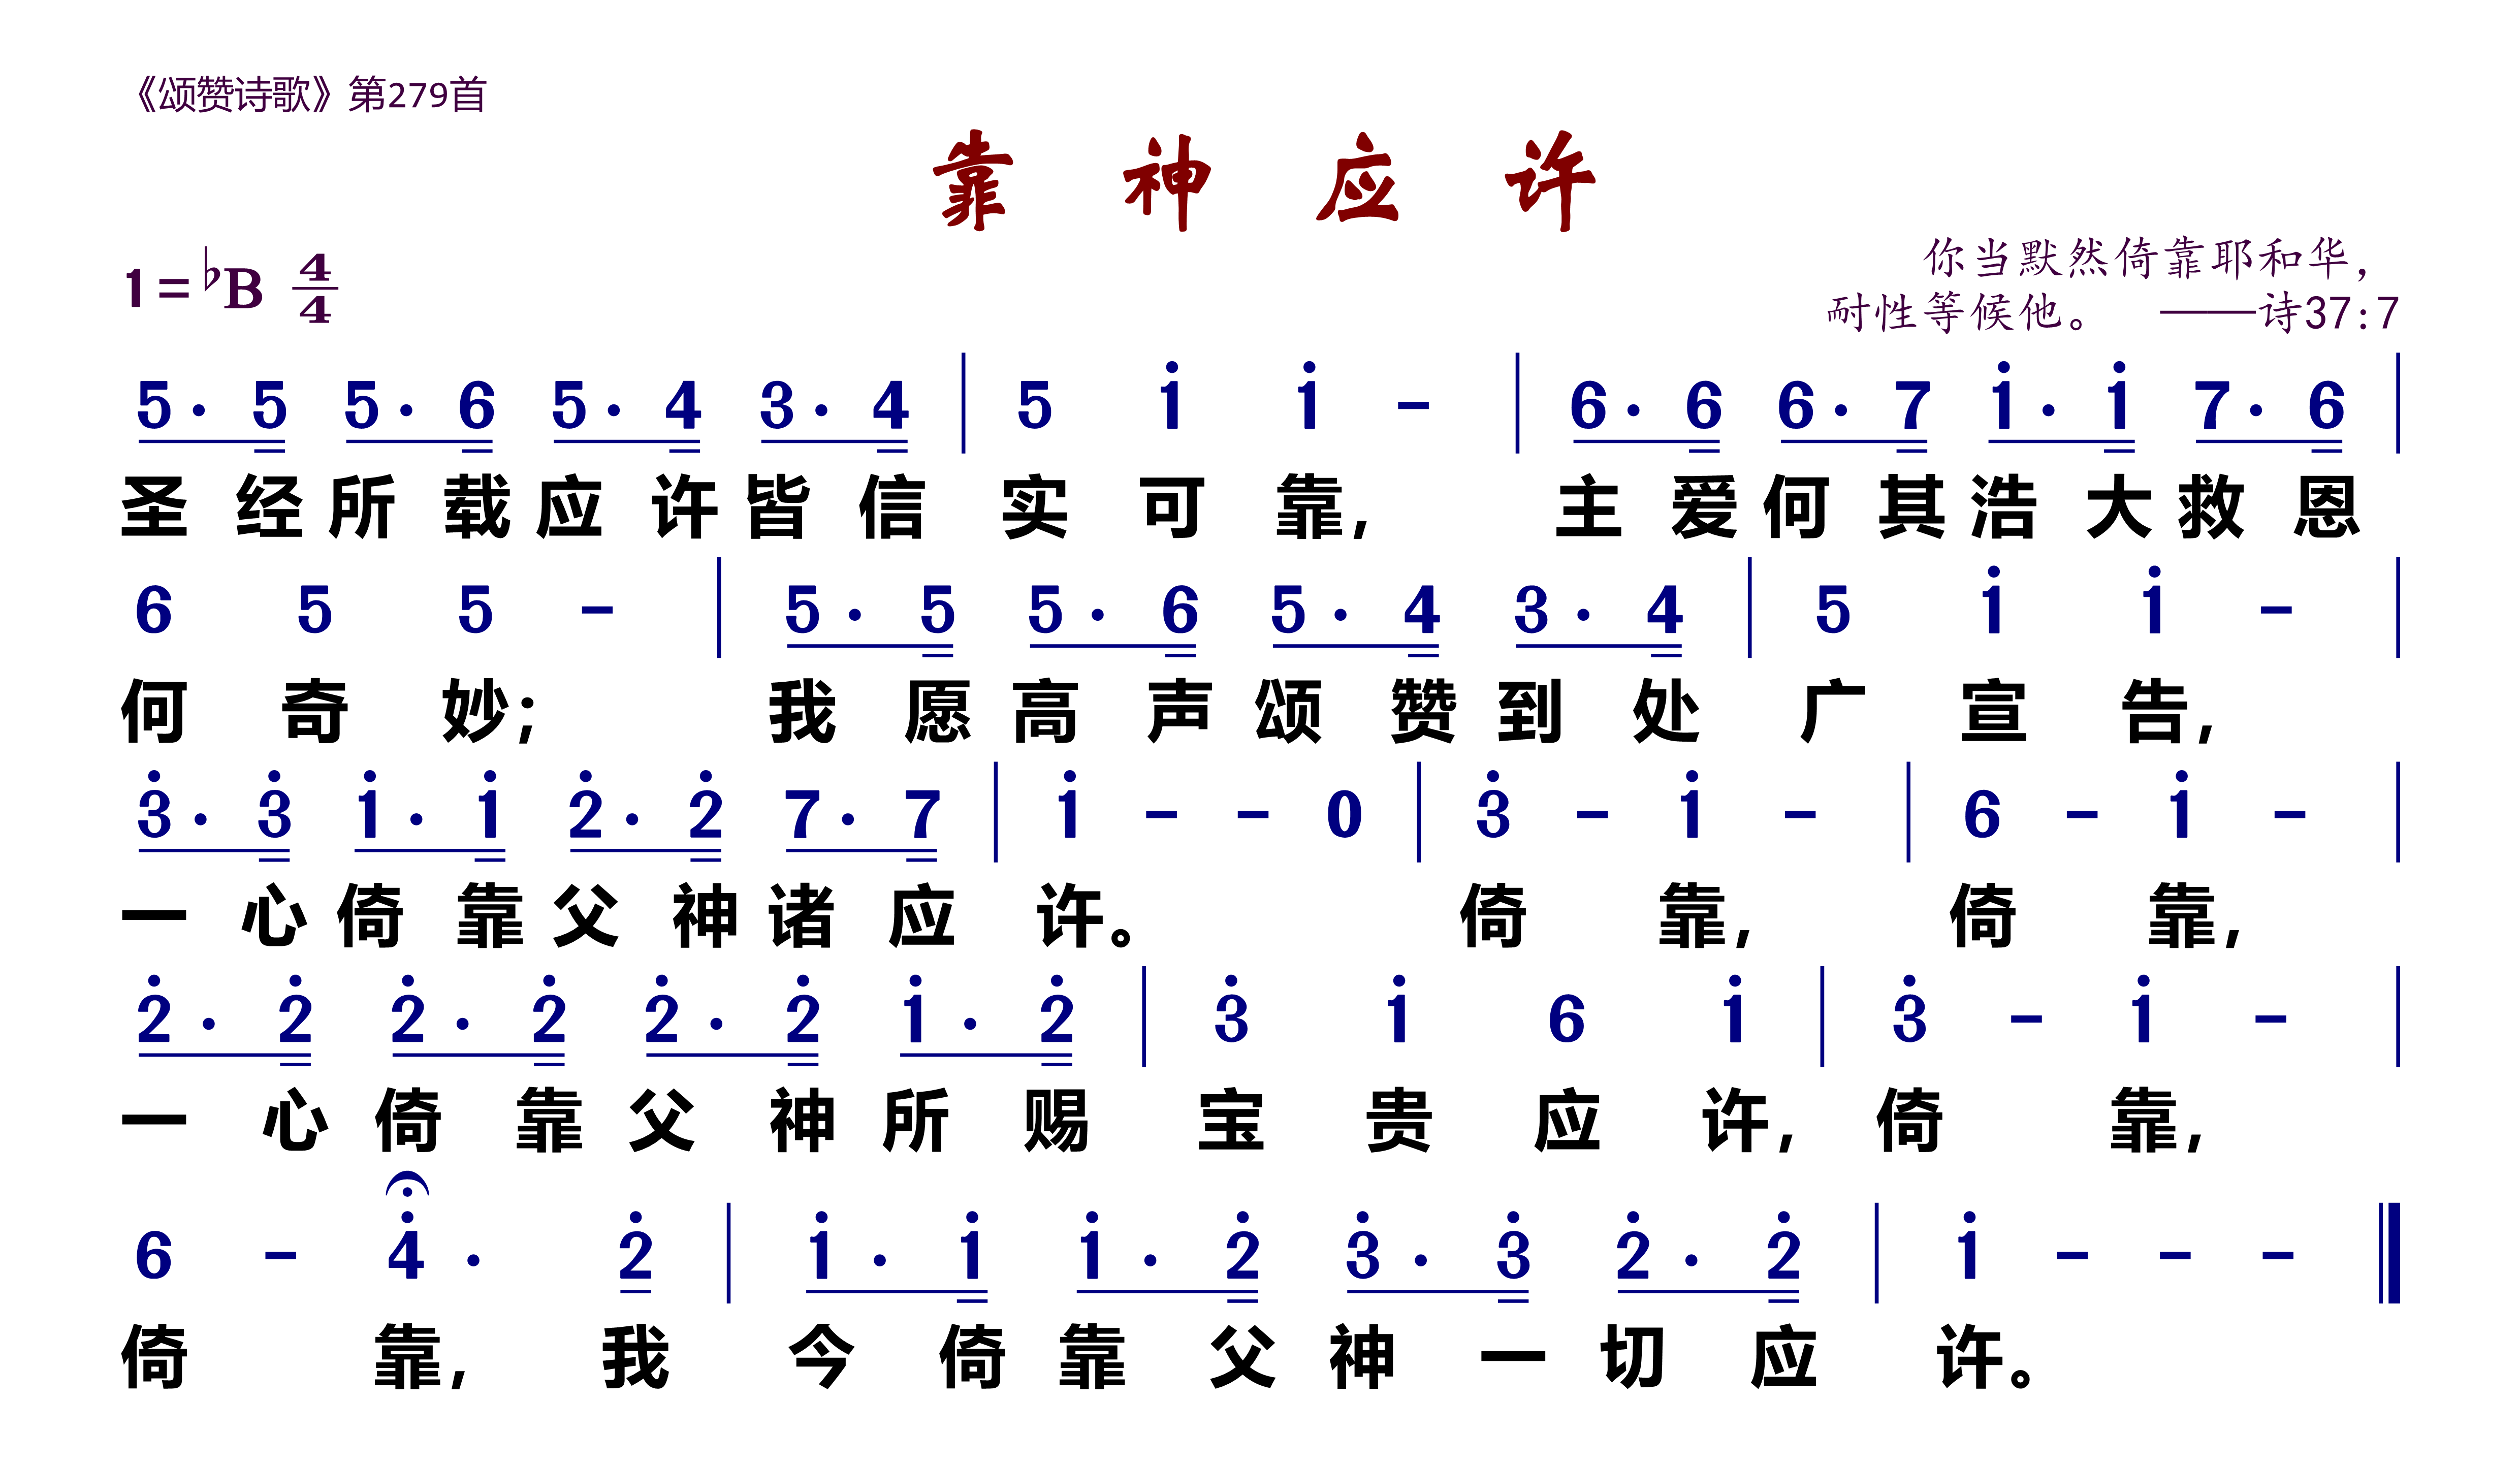 《颂赞诗歌》第279首
靠 神 应 许
1=♭B 4/4
你当默然倚靠耶和华，
耐性等候他。 ——诗37:7
5· 5 5· 6 5· 4 3· 4 | 5 1̇ 1̇ – | 6· 6 6· 7 1̇· 1̇ 7· 6 |
圣 经 所 载 应 许 皆 信 实 可 靠, 主 爱 何 其 浩 大 救 恩
6 5 5 – | 5· 5 5· 6 5· 4 3· 4 | 5 1̇ 1̇ – |
何 奇 妙; 我 愿 高 声 颂 赞 到 处 广 宣 告,
3̇· 3̇ 1̇· 1̇ 2̇· 2̇ 7· 7 | 1̇ – – 0 | 3̇ – 1̇ – | 6 – 1̇ – |
一 心 倚 靠 父 神 诸 应 许。 倚 靠, 倚 靠,
2̇· 2̇ 2̇· 2̇ 2̇· 2̇ 1̇· 2̇ | 3̇ 1̇ 6 1̇ | 3̇ – 1̇ – |
一 心 倚 靠 父 神 所 赐 宝 贵 应 许, 倚 靠,
6 – 4̇· 2̇ | 1̇· 1̇ 1̇· 2̇ 3̇· 3̇ 2̇· 2̇ | 1̇ – – – ‖
倚 靠, 我 今 倚 靠 父 神 一 切 应 许。